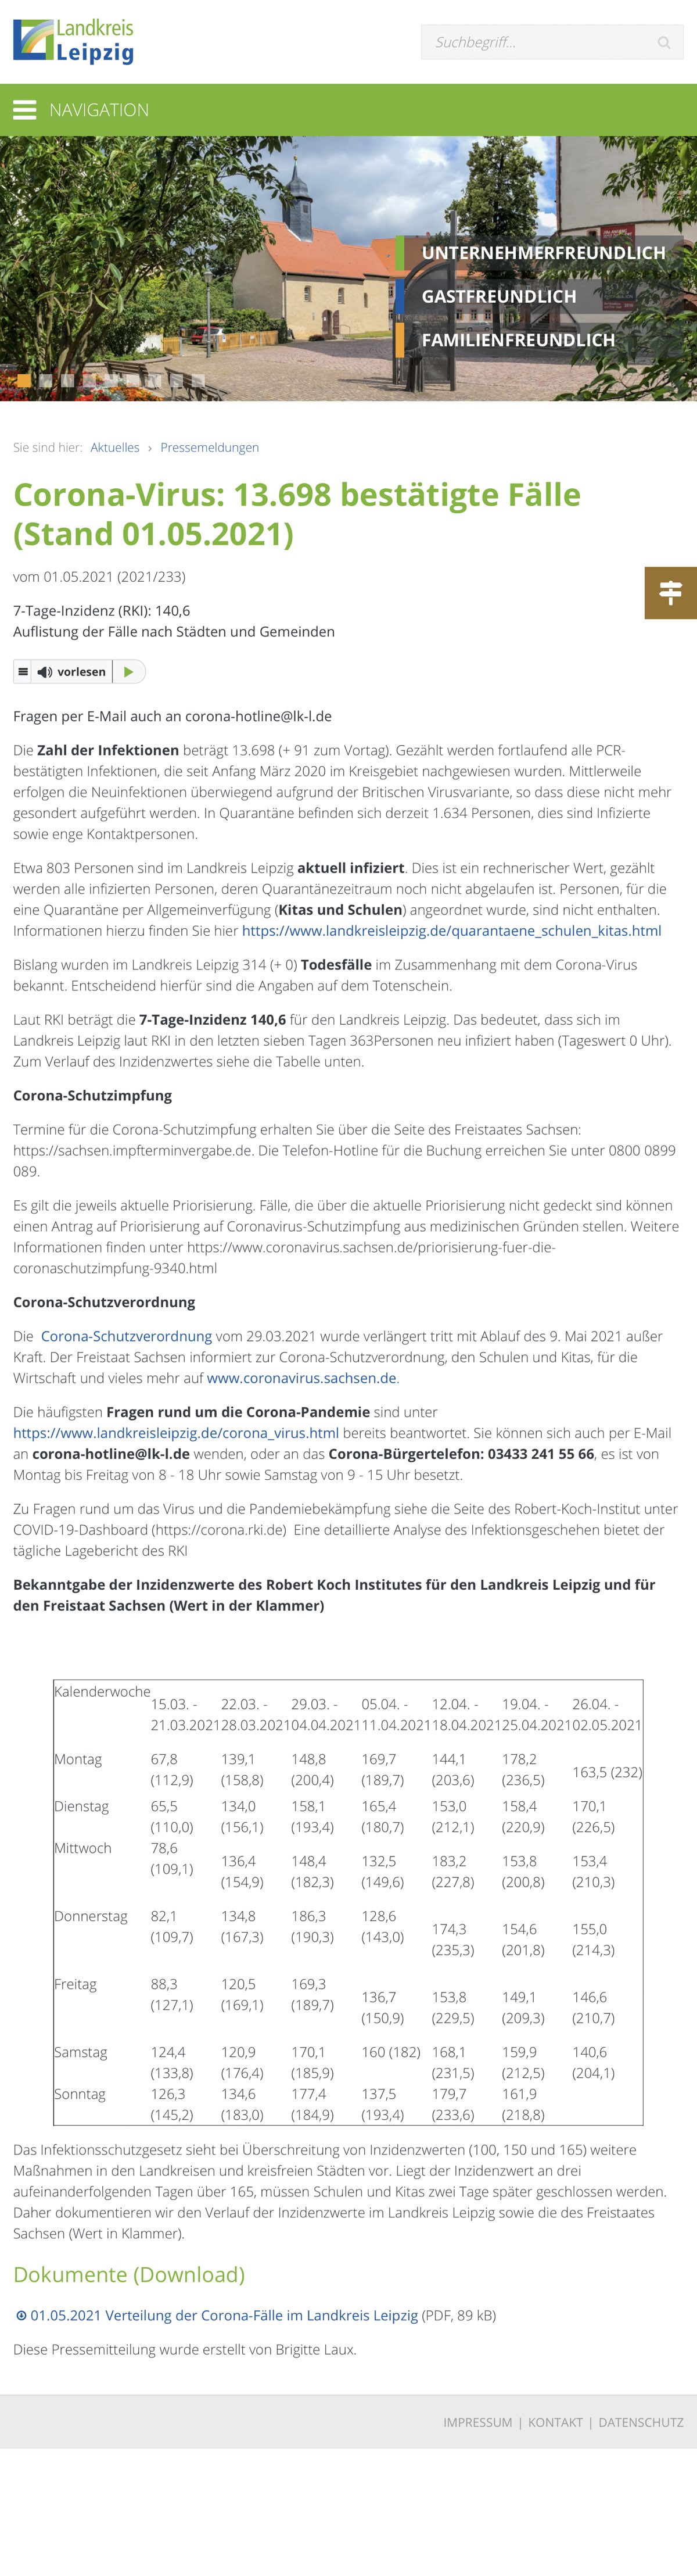 Landkreis
Leipzig
Suchbegriff...
NAVIGATION
UNTERNEHMERFREUNDLICH
GASTFREUNDLICH
FAMILIENFREUNDLICH
Sie sind hier: Aktuelles › Pressemeldungen
Corona-Virus: 13.698 bestätigte Fälle
(Stand 01.05.2021)
vom 01.05.2021 (2021/233)
7-Tage-Inzidenz (RKI): 140,6
Auflistung der Fälle nach Städten und Gemeinden
vorlesen
Fragen per E-Mail auch an corona-hotline@lk-l.de
Die Zahl der Infektionen beträgt 13.698 (+ 91 zum Vortag). Gezählt werden fortlaufend alle PCR-
bestätigten Infektionen, die seit Anfang März 2020 im Kreisgebiet nachgewiesen wurden. Mittlerweile
erfolgen die Neuinfektionen überwiegend aufgrund der Britischen Virusvariante, so dass diese nicht mehr
gesondert aufgeführt werden. In Quarantäne befinden sich derzeit 1.634 Personen, dies sind Infizierte
sowie enge Kontaktpersonen.
Etwa 803 Personen sind im Landkreis Leipzig aktuell infiziert. Dies ist ein rechnerischer Wert, gezählt
werden alle infizierten Personen, deren Quarantänezeitraum noch nicht abgelaufen ist. Personen, für die
eine Quarantäne per Allgemeinverfügung (Kitas und Schulen) angeordnet wurde, sind nicht enthalten.
Informationen hierzu finden Sie hier https://www.landkreisleipzig.de/quarantaene_schulen_kitas.html
Bislang wurden im Landkreis Leipzig 314 (+ 0) Todesfälle im Zusammenhang mit dem Corona-Virus
bekannt. Entscheidend hierfür sind die Angaben auf dem Totenschein.
Laut RKI beträgt die 7-Tage-Inzidenz 140,6 für den Landkreis Leipzig. Das bedeutet, dass sich im
Landkreis Leipzig laut RKI in den letzten sieben Tagen 363Personen neu infiziert haben (Tageswert 0 Uhr).
Zum Verlauf des Inzidenzwertes siehe die Tabelle unten.
Corona-Schutzimpfung
Termine für die Corona-Schutzimpfung erhalten Sie über die Seite des Freistaates Sachsen:
https://sachsen.impfterminvergabe.de. Die Telefon-Hotline für die Buchung erreichen Sie unter 0800 0899
089.
Es gilt die jeweils aktuelle Priorisierung. Fälle, die über die aktuelle Priorisierung nicht gedeckt sind können
einen Antrag auf Priorisierung auf Coronavirus-Schutzimpfung aus medizinischen Gründen stellen. Weitere
Informationen finden unter https://www.coronavirus.sachsen.de/priorisierung-fuer-die-
coronaschutzimpfung-9340.html
Corona-Schutzverordnung
Die Corona-Schutzverordnung vom 29.03.2021 wurde verlängert tritt mit Ablauf des 9. Mai 2021 außer
Kraft. Der Freistaat Sachsen informiert zur Corona-Schutzverordnung, den Schulen und Kitas, für die
Wirtschaft und vieles mehr auf www.coronavirus.sachsen.de.
Die häufigsten Fragen rund um die Corona-Pandemie sind unter
https://www.landkreisleipzig.de/corona_virus.html bereits beantwortet. Sie können sich auch per E-Mail
an corona-hotline@lk-l.de wenden, oder an das Corona-Bürgertelefon: 03433 241 55 66, es ist von
Montag bis Freitag von 8 - 18 Uhr sowie Samstag von 9 - 15 Uhr besetzt.
Zu Fragen rund um das Virus und die Pandemiebekämpfung siehe die Seite des Robert-Koch-Institut unter
COVID-19-Dashboard (https://corona.rki.de) Eine detaillierte Analyse des Infektionsgeschehen bietet der
tägliche Lagebericht des RKI
Bekanntgabe der Inzidenzwerte des Robert Koch Institutes für den Landkreis Leipzig und für
den Freistaat Sachsen (Wert in der Klammer)
Kalenderwoche 15.03. - 22.03. - 29.03. - 05.04. - 12.04. - 19.04. - 26.04. -
21.03.2021 28.03.2021 04.04.2021 11.04.2021 18.04.2021 25.04.2021 02.05.2021
Montag 67,8 139,1 148,8 169,7 144,1 178,2 163,5 (232)
(112,9) (158,8) (200,4) (189,7) (203,6) (236,5)
Dienstag 65,5 134,0 158,1 165,4 153,0 158,4 170,1
(110,0) (156,1) (193,4) (180,7) (212,1) (220,9) (226,5)
Mittwoch 78,6 136,4 148,4 132,5 183,2 153,8 153,4
(109,1) (154,9) (182,3) (149,6) (227,8) (200,8) (210,3)
Donnerstag 82,1 134,8 186,3 128,6 174,3 154,6 155,0
(109,7) (167,3) (190,3) (143,0) (235,3) (201,8) (214,3)
Freitag 88,3 120,5 169,3 136,7 153,8 149,1 146,6
(127,1) (169,1) (189,7) (150,9) (229,5) (209,3) (210,7)
Samstag 124,4 120,9 170,1 160 (182) 168,1 159,9 140,6
(133,8) (176,4) (185,9) (231,5) (212,5) (204,1)
Sonntag 126,3 134,6 177,4 137,5 179,7 161,9
(145,2) (183,0) (184,9) (193,4) (233,6) (218,8)
Das Infektionsschutzgesetz sieht bei Überschreitung von Inzidenzwerten (100, 150 und 165) weitere
Maßnahmen in den Landkreisen und kreisfreien Städten vor. Liegt der Inzidenzwert an drei
aufeinanderfolgenden Tagen über 165, müssen Schulen und Kitas zwei Tage später geschlossen werden.
Daher dokumentieren wir den Verlauf der Inzidenzwerte im Landkreis Leipzig sowie die des Freistaates
Sachsen (Wert in Klammer).
Dokumente (Download)
01.05.2021 Verteilung der Corona-Fälle im Landkreis Leipzig (PDF, 89 kB)
Diese Pressemitteilung wurde erstellt von Brigitte Laux.
IMPRESSUM | KONTAKT | DATENSCHUTZ